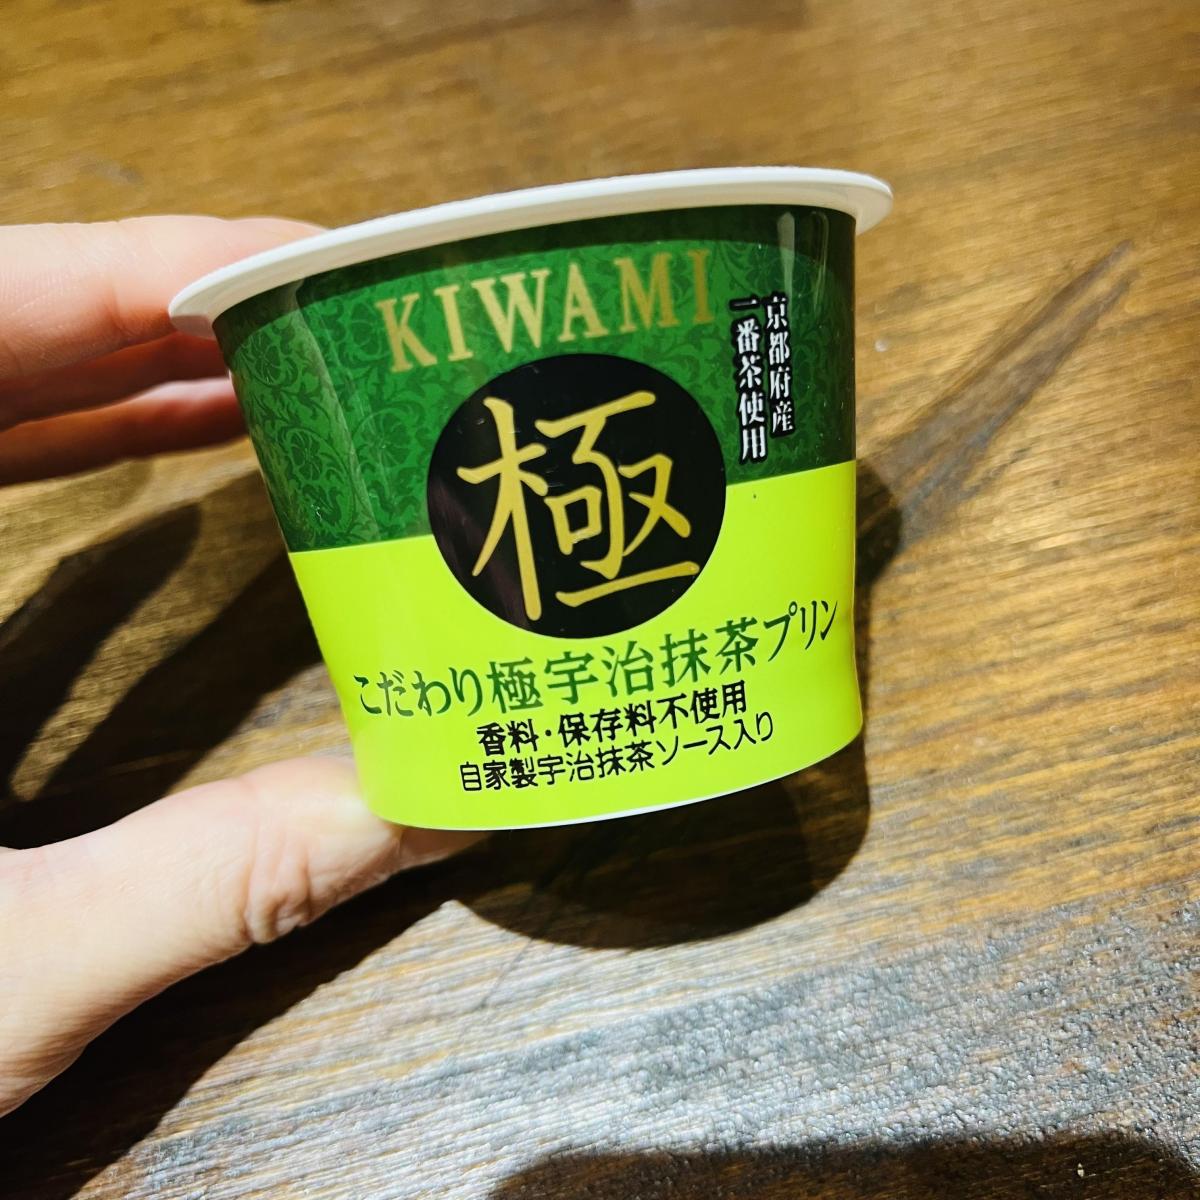 KIWAMI
京都府産
一番茶使用
極
こだわり極宇治抹茶プリン
香料・保存料不使用
自家製宇治抹茶ソース入り